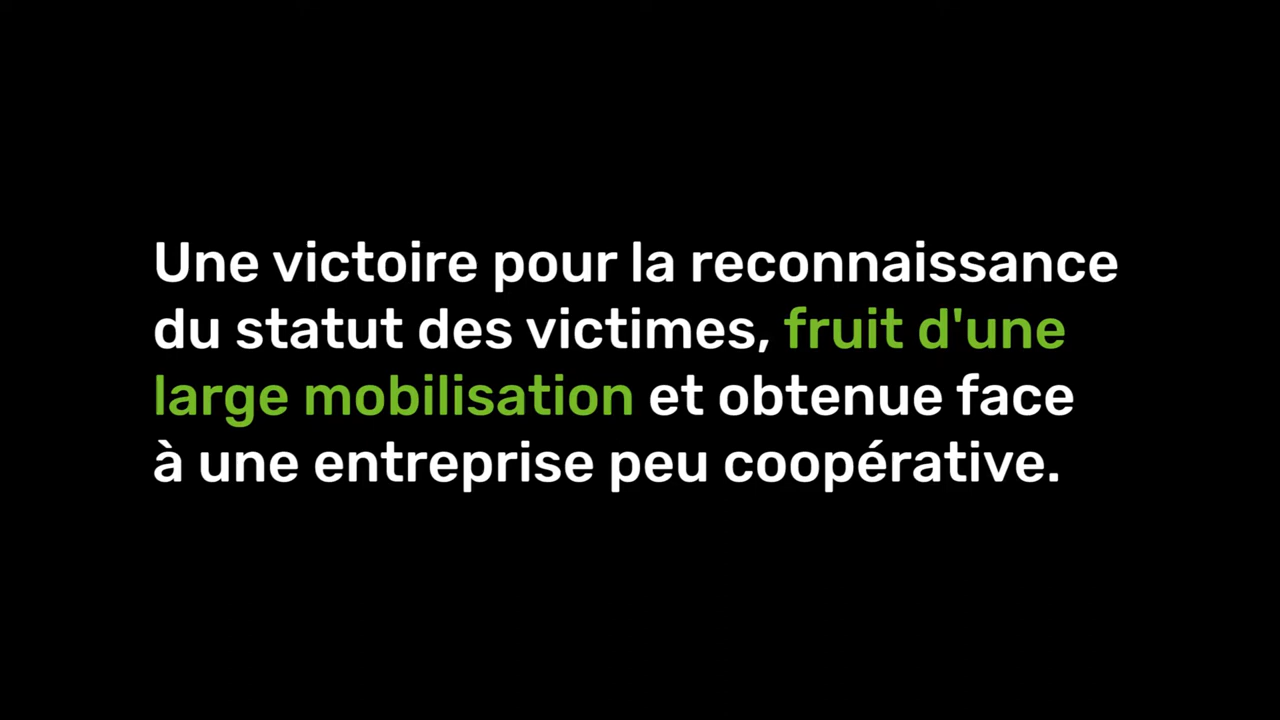 Une victoire pour la reconnaissance
du statut des victimes, fruit d'une
large mobilisation et obtenue face
à une entreprise peu coopérative.